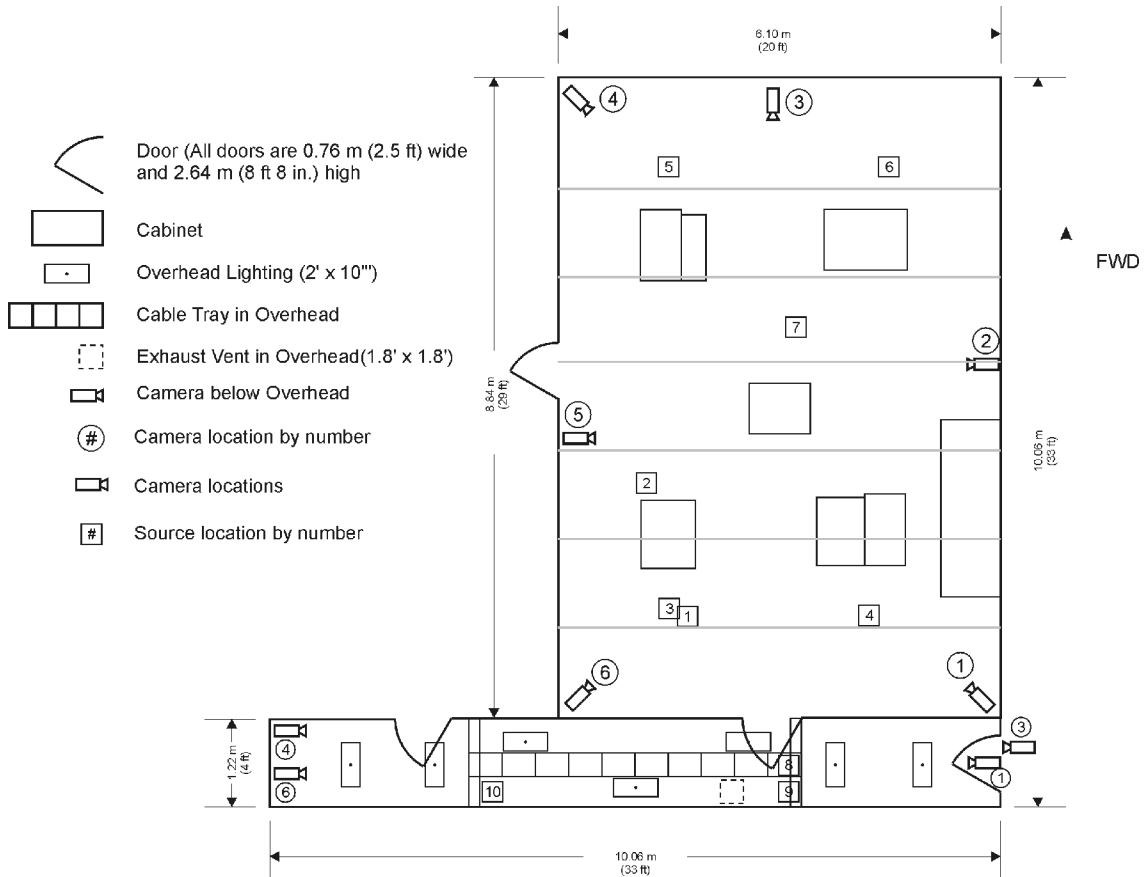 6.10 m
(20 ft)
4
3
Door (All doors are 0.76 m (2.5 ft) wide
and 2.64 m (8 ft 8 in.) high
5
6
Cabinet
FWD
Overhead Lighting (2' x 10"')
Cable Tray in Overhead
7
Exhaust Vent in Overhead(1.8' x 1.8')
2
8.84 m
(29 ft)
Camera below Overhead
5
# Camera location by number
10.06 m
(33 ft)
Camera locations
2
# Source location by number
3
1
4
6
1
4
3
1.22 m
(4 ft)
8
6
10
9
1
10.06 m
(33 ft)